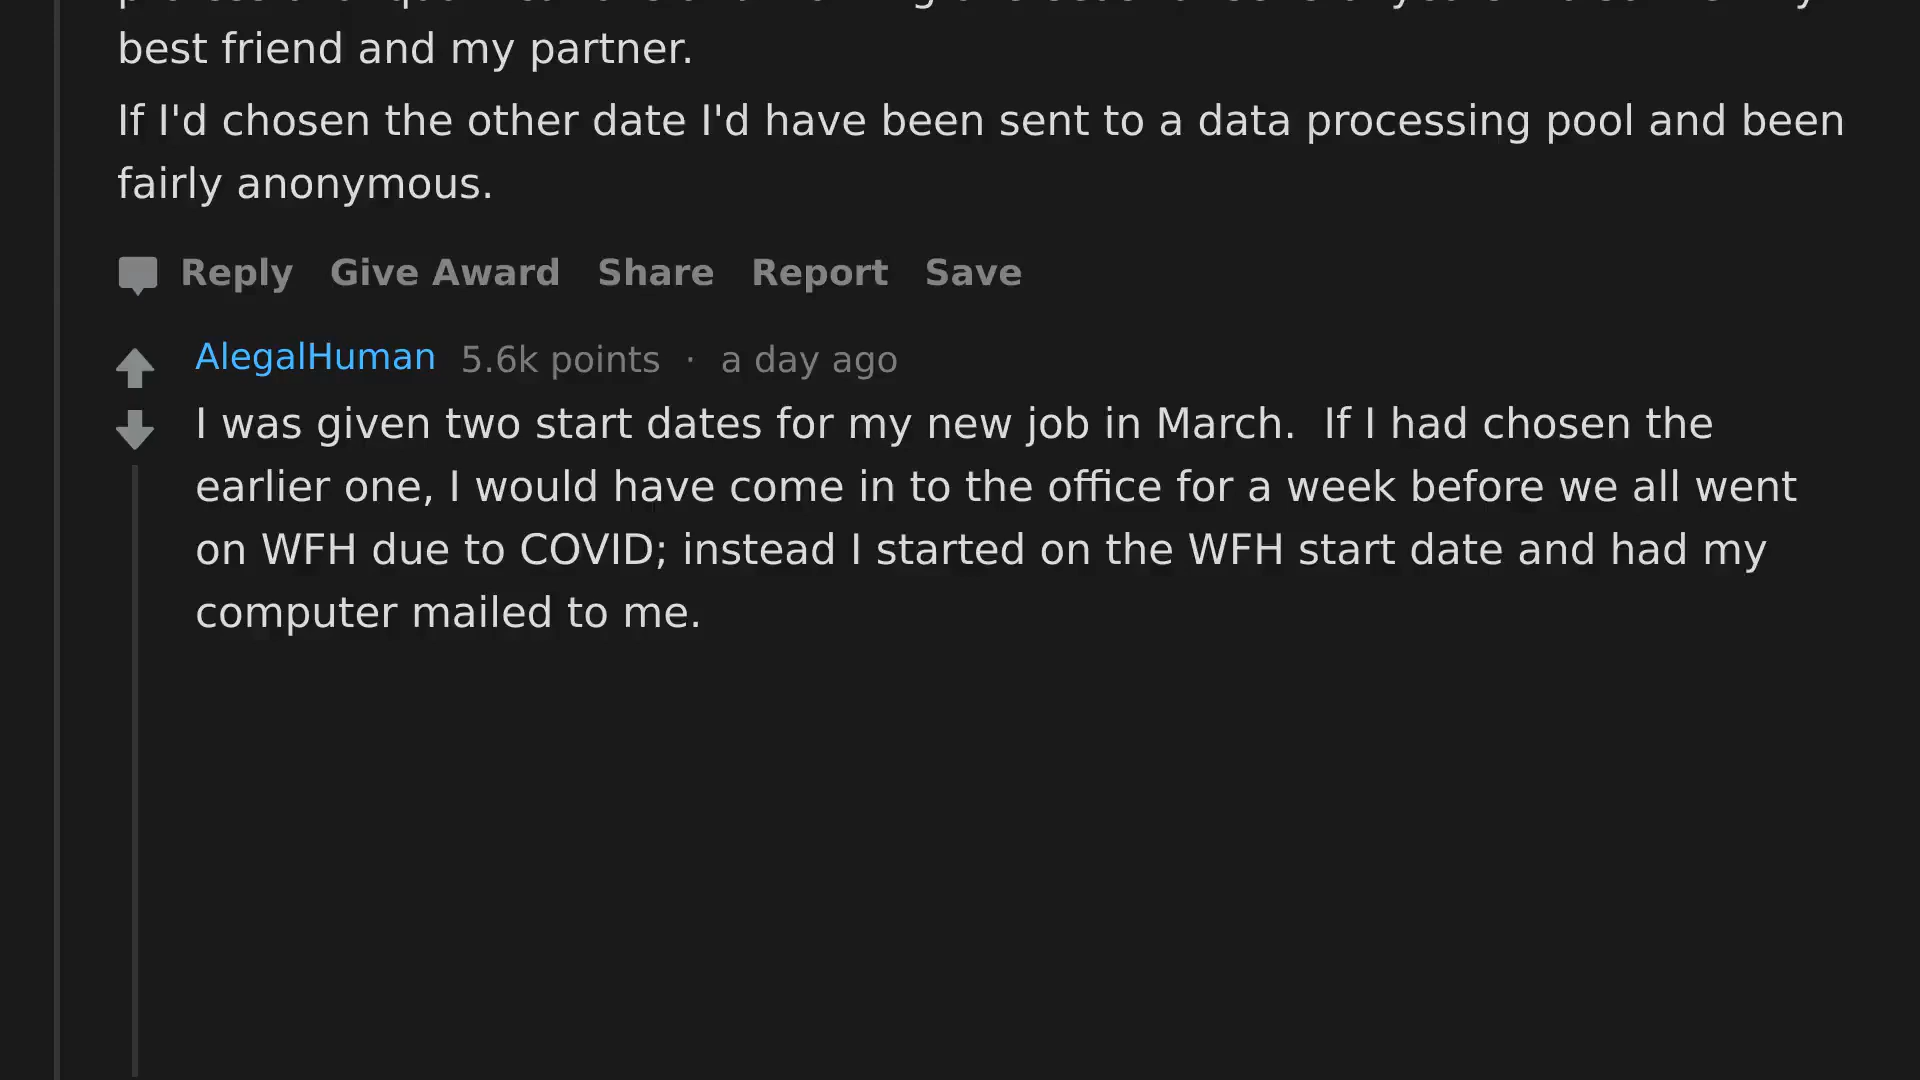 best friend and my partner.
If I'd chosen the other date I'd have been sent to a data processing pool and been
fairly anonymous.
Reply Give Award Share Report Save
AlegalHuman 5.6k points · a day ago
I was given two start dates for my new job in March.  If I had chosen the
earlier one, I would have come in to the office for a week before we all went
on WFH due to COVID; instead I started on the WFH start date and had my
computer mailed to me.